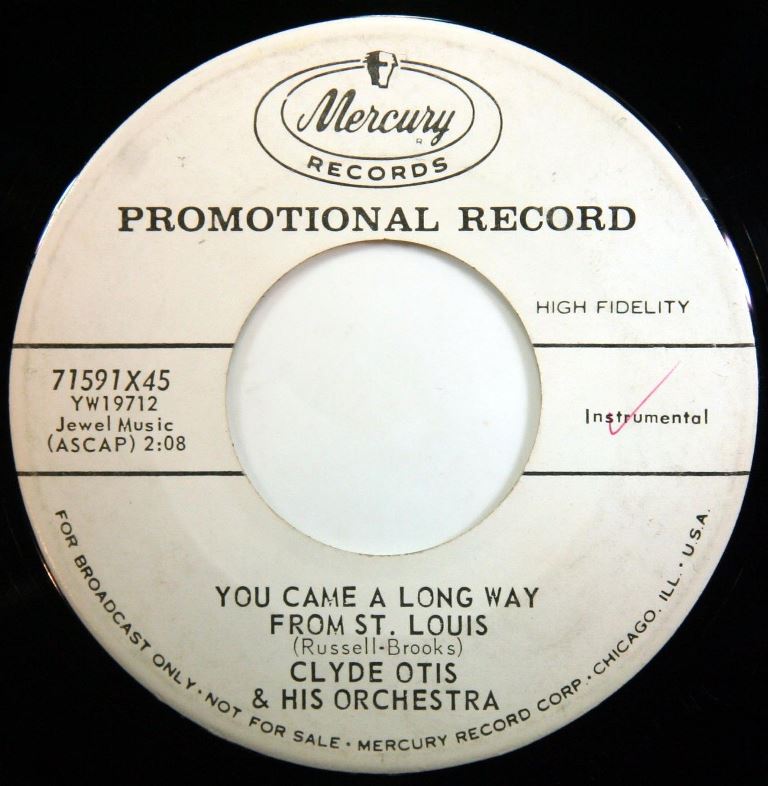 Mercury
R
RECORDS
PROMOTIONAL RECORD
HIGH FIDELITY
71591X45
YW19712
Jewel Music
(ASCAP) 2:08
Instrumental
YOU CAME A LONG WAY
FROM ST. LOUIS
(Russell-Brooks)
CLYDE OTIS
& HIS ORCHESTRA
FOR BROADCAST ONLY • NOT FOR SALE • MERCURY RECORD CORP. • CHICAGO, ILL. • U.S.A.